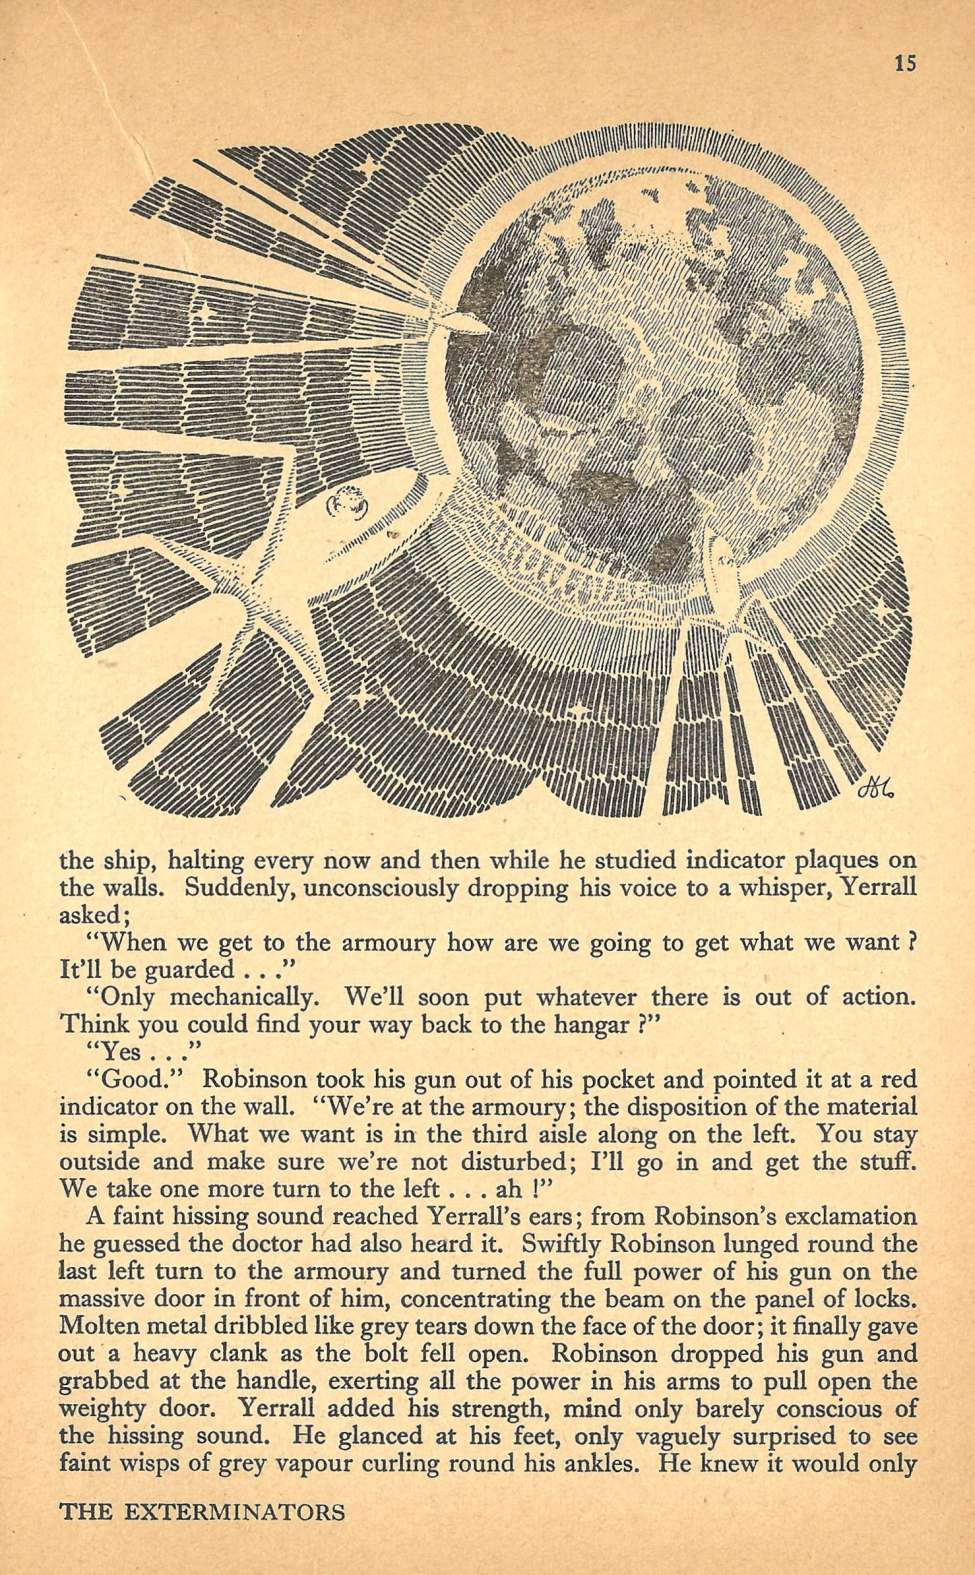 15
the ship, halting every now and then while he studied indicator plaques on
the walls. Suddenly, unconsciously dropping his voice to a whisper, Yerrall
asked;
“When we get to the armoury how are we going to get what we want ?
It’ll be guarded . . .”
“Only mechanically. We’ll soon put whatever there is out of action.
Think you could find your way back to the hangar ?”
“Yes . . .”
“Good.” Robinson took his gun out of his pocket and pointed it at a red
indicator on the wall. “We’re at the armoury; the disposition of the material
is simple. What we want is in the third aisle along on the left. You stay
outside and make sure we’re not disturbed; I’ll go in and get the stuff.
We take one more turn to the left . . . ah !”
A faint hissing sound reached Yerrall’s ears; from Robinson’s exclamation
he guessed the doctor had also heard it. Swiftly Robinson lunged round the
last left turn to the armoury and turned the full power of his gun on the
massive door in front of him, concentrating the beam on the panel of locks.
Molten metal dribbled like grey tears down the face of the door; it finally gave
out a heavy clank as the bolt fell open. Robinson dropped his gun and
grabbed at the handle, exerting all the power in his arms to pull open the
weighty door. Yerrall added his strength, mind only barely conscious of
the hissing sound. He glanced at his feet, only vaguely surprised to see
faint wisps of grey vapour curling round his ankles. He knew it would only
THE EXTERMINATORS